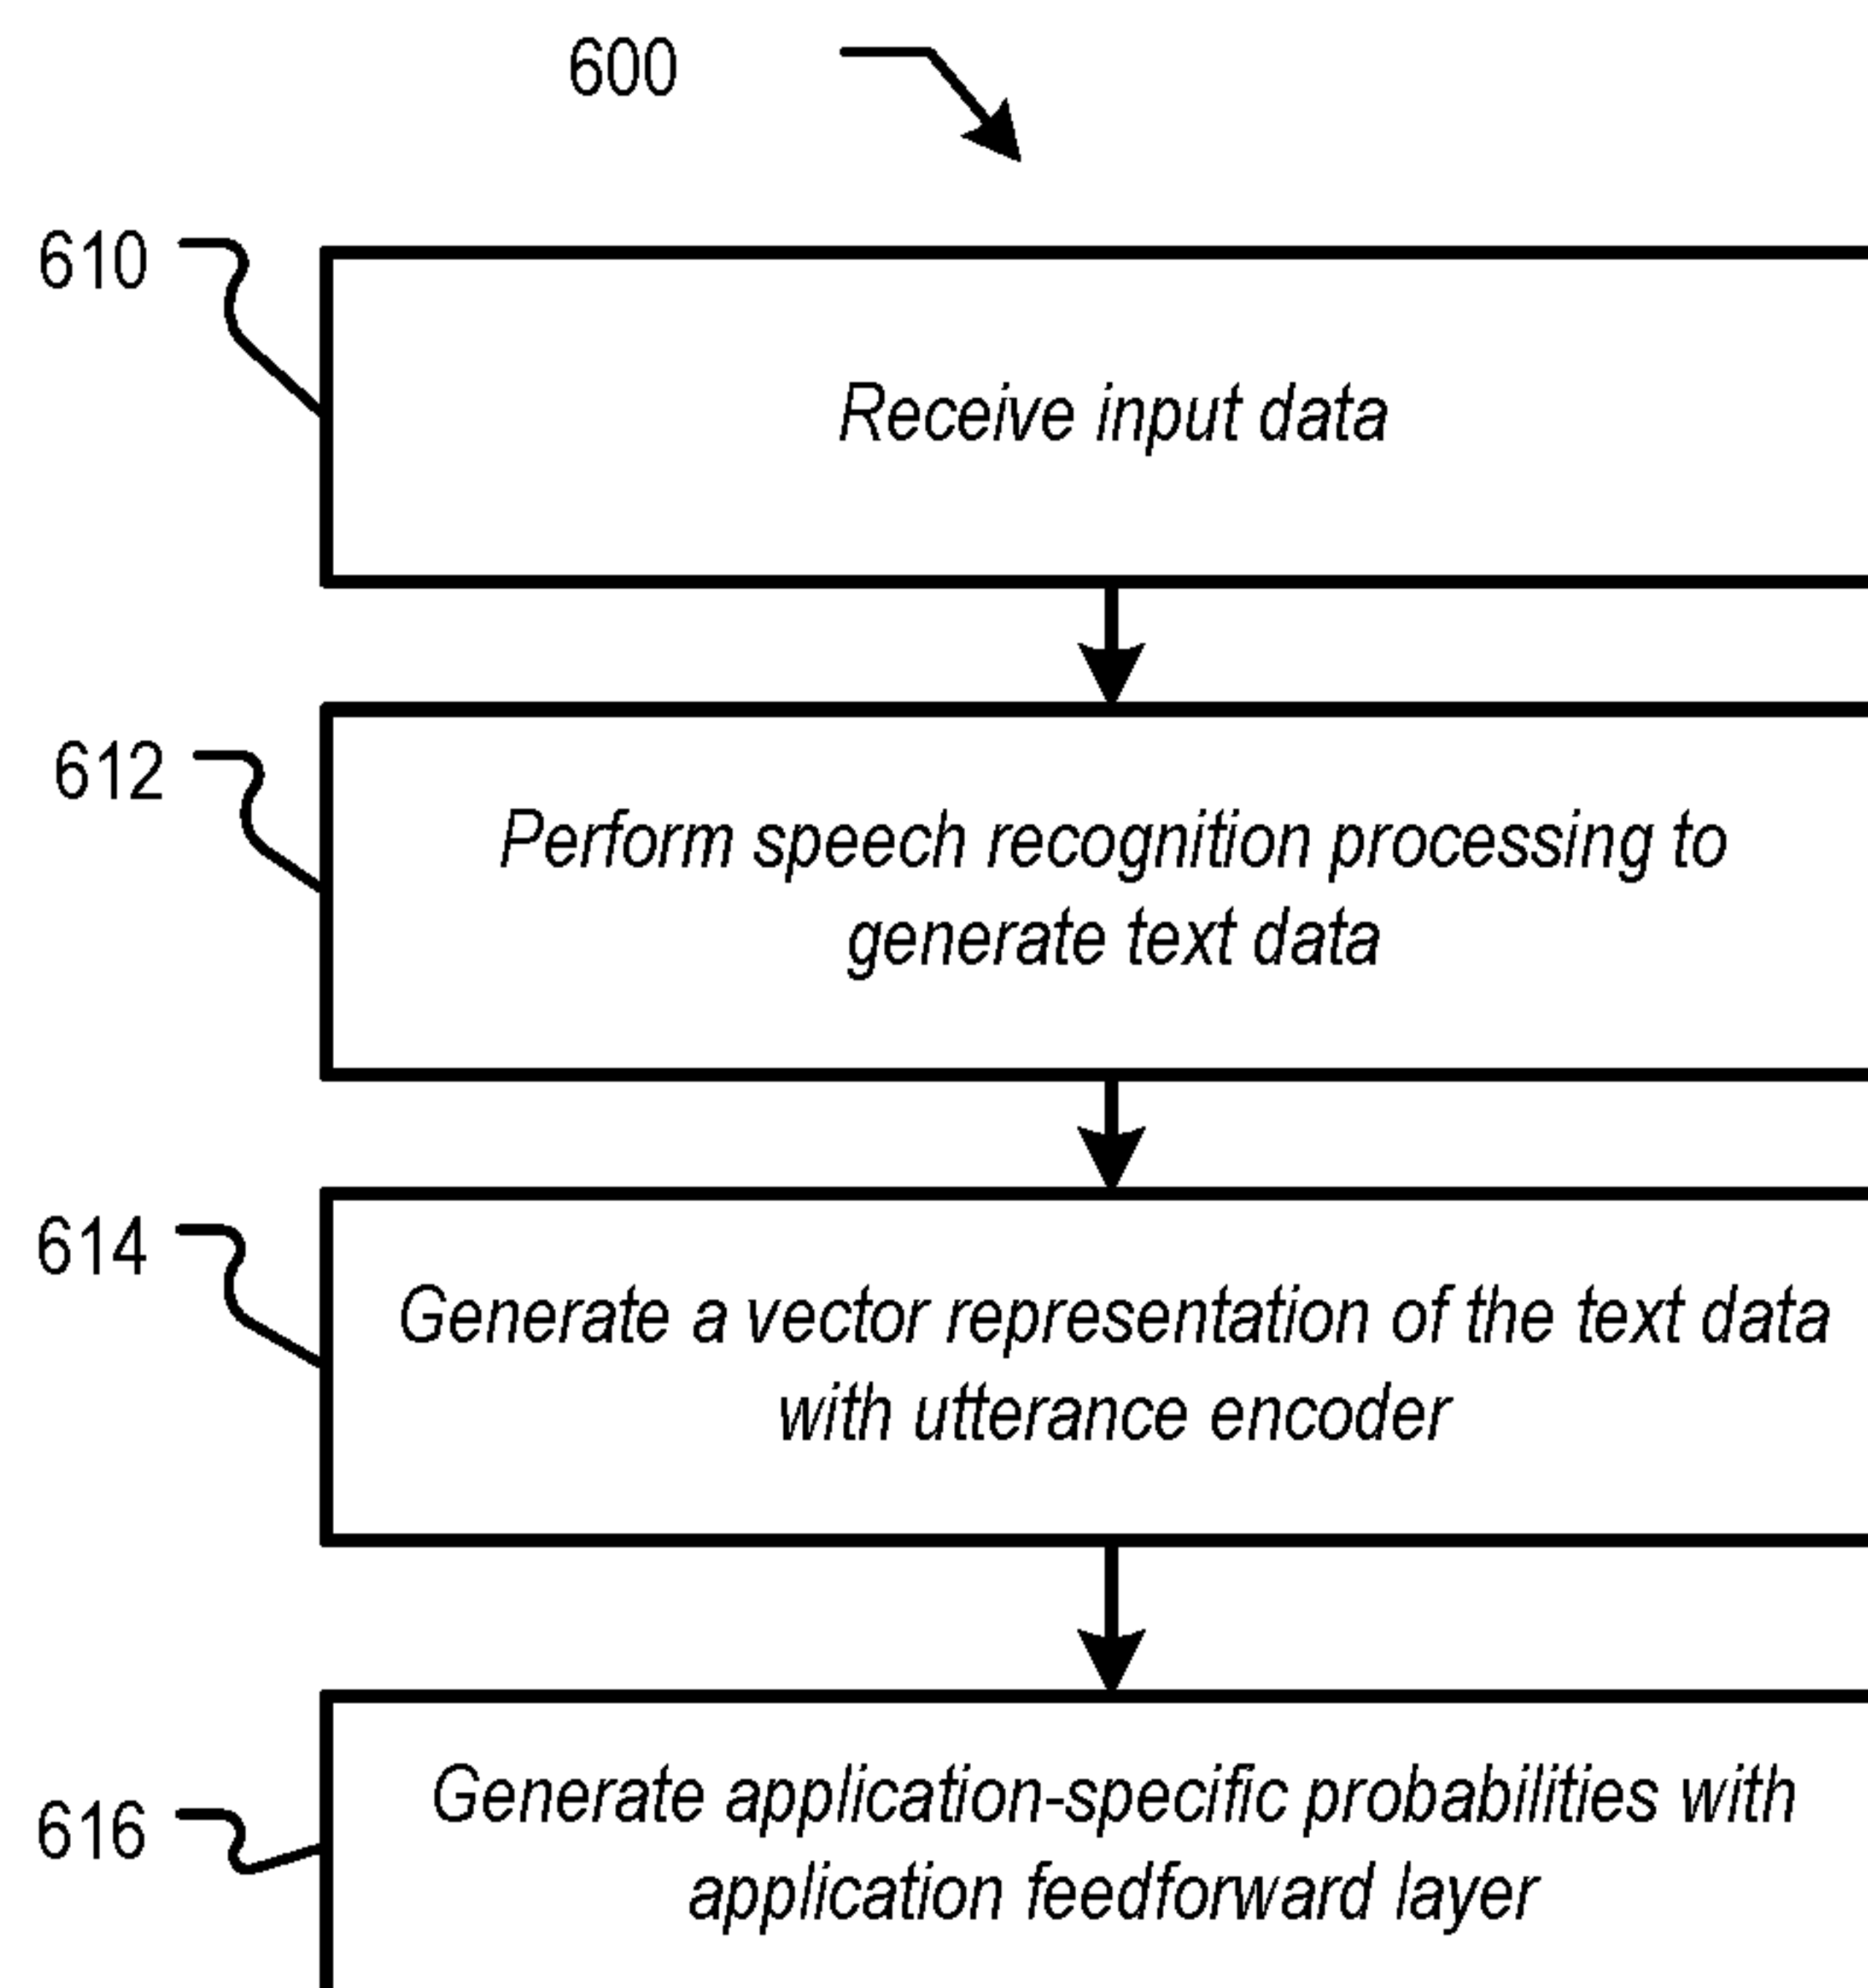 600
610
Receive input data
612
Perform speech recognition processing to
generate text data
614
Generate a vector representation of the text data
with utterance encoder
616
Generate application-specific probabilities with
application feedforward layer